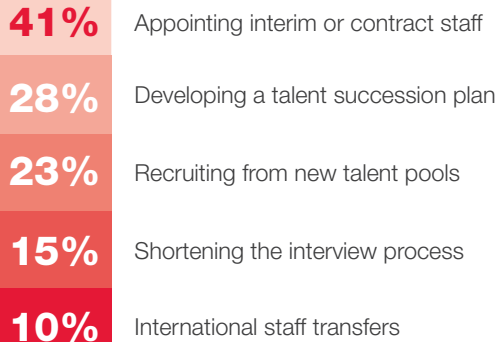 41% Appointing interim or contract staff
28% Developing a talent succession plan
23% Recruiting from new talent pools
15% Shortening the interview process
10% International staff transfers